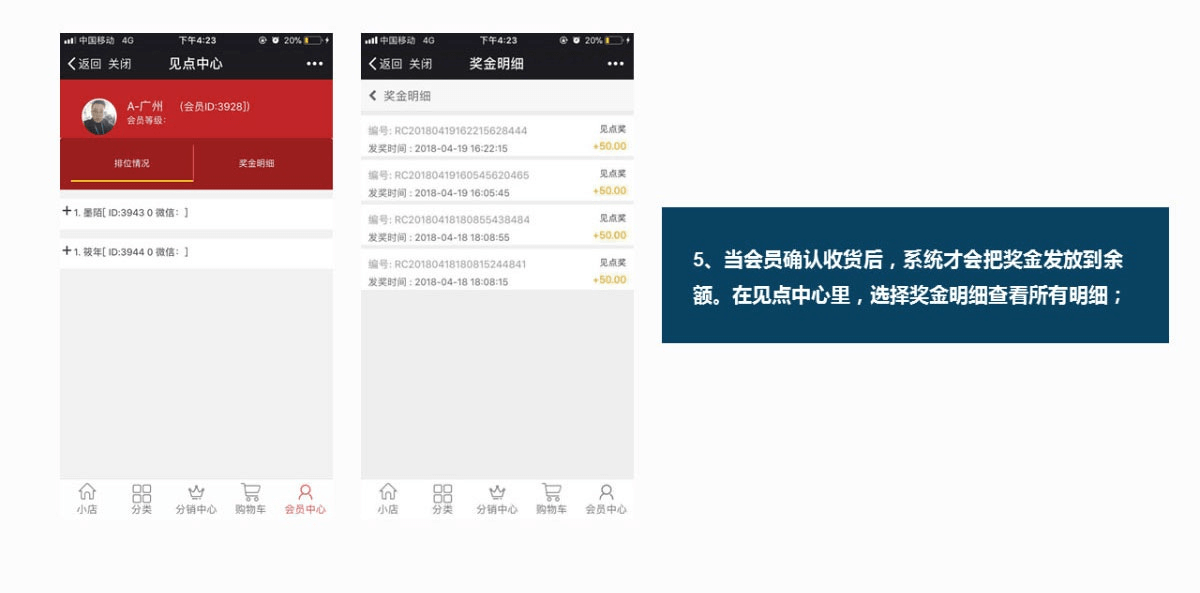 中国移动 4G 下午4:23 20%
返回 关闭 见点中心 •••
A-广州 (会员ID:3928])
会员等级:
排位情况 奖金明细
+1. 墨陌[ ID:3943 0 微信: ]
+1. 筱年[ ID:3944 0 微信: ]
小店 分类 分销中心 购物车 会员中心
中国移动 4G 下午4:23 20%
返回 关闭 奖金明细 •••
奖金明细
编号: RC20180419162215628444 见点奖
发奖时间 : 2018-04-19 16:22:15 +50.00
编号: RC20180419160545620465 见点奖
发奖时间 : 2018-04-19 16:05:45 +50.00
编号: RC20180418180855438484 见点奖
发奖时间 : 2018-04-18 18:08:55 +50.00
编号: RC20180418180815244841 见点奖
发奖时间 : 2018-04-18 18:08:15 +50.00
小店 分类 分销中心 购物车 会员中心
5、当会员确认收货后，系统才会把奖金发放到余
额。在见点中心里，选择奖金明细查看所有明细；